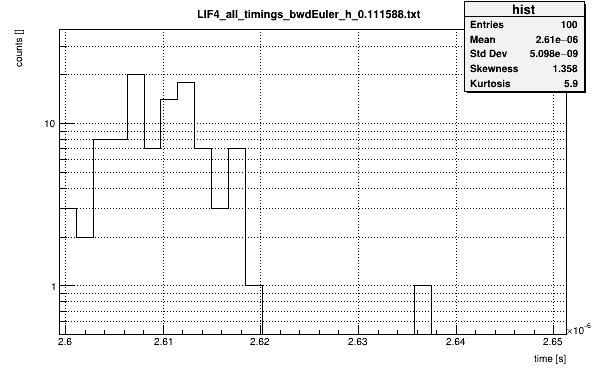 LIF4_all_timings_bwdEuler_h_0.111588.txt
hist
Entries 100
Mean 2.61e−06
Std Dev 5.098e−09
Skewness 1.358
Kurtosis 5.9
counts []
10
1
2.6 2.61 2.62 2.63 2.64 2.65
×10⁻⁶
time [s]